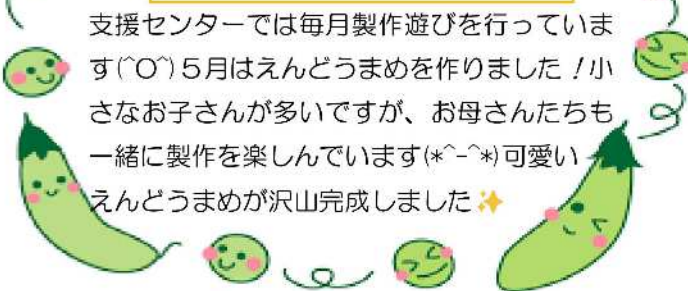 支援センターでは毎月製作遊びを行っていま
す(^O^)５月はえんどうまめを作りました！小
さなお子さんが多いですが、お母さんたちも
一緒に製作を楽しんでいます(*^-^*)可愛い
えんどうまめが沢山完成しました✨